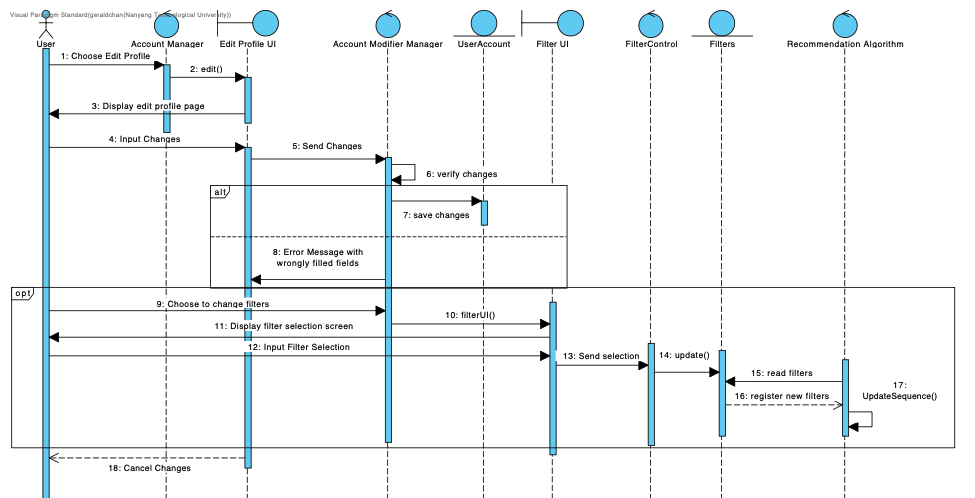 Visual Paradigm Standard(geraldchan(Nanyang Technological University))
User
Account Manager
Edit Profile UI
Account Modifier Manager
UserAccount
Filter UI
FilterControl
Filters
Recommendation Algorithm
1: Choose Edit Profile
2: edit()
3: Display edit profile page
4: Input Changes
5: Send Changes
6: verify changes
alt
7: save changes
8: Error Message with
wrongly filled fields
opt
9: Choose to change filters
10: filterUI()
11: Display filter selection screen
12: Input Filter Selection
13: Send selection
14: update()
15: read filters
16: register new filters
17:
UpdateSequence()
18: Cancel Changes